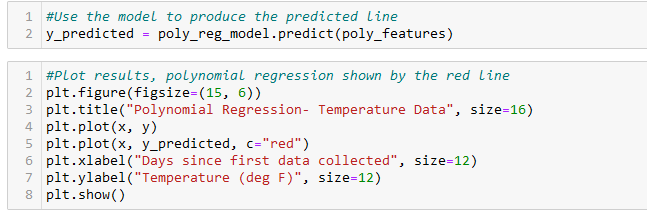 1 #Use the model to produce the predicted line
2 y_predicted = poly_reg_model.predict(poly_features)
1 #Plot results, polynomial regression shown by the red line
2 plt.figure(figsize=(15, 6))
3 plt.title("Polynomial Regression- Temperature Data", size=16)
4 plt.plot(x, y)
5 plt.plot(x, y_predicted, c="red")
6 plt.xlabel("Days since first data collected", size=12)
7 plt.ylabel("Temperature (deg F)", size=12)
8 plt.show()